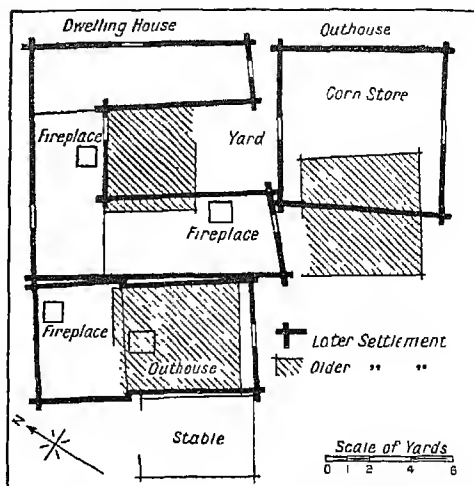 Dwelling House
Outhouse
Corn Store
Fireplace
Yard
Fireplace
Fireplace
Outhouse
Later Settlement
Older " "
Stable
N
Scale of Yards
0 1 2 4 6